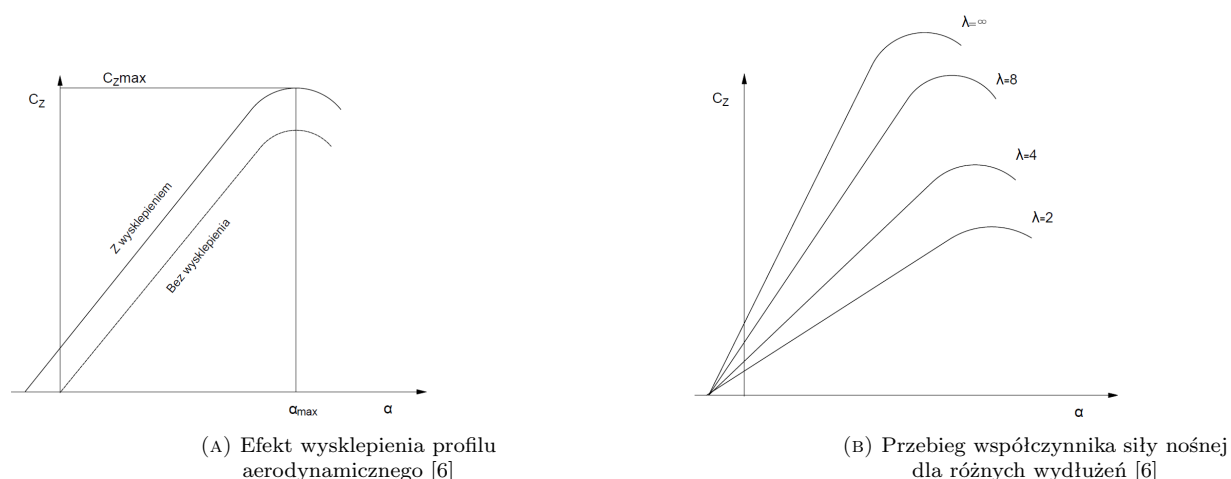 C_Zmax
C_Z
Z wysklepieniem
Bez wysklepienia
α_max
α
(A) Efekt wysklepienia profilu
aerodynamicznego [6]
λ=∞
λ=8
C_Z
λ=4
λ=2
α
(B) Przebieg współczynnika siły nośnej
dla różnych wydłużeń [6]